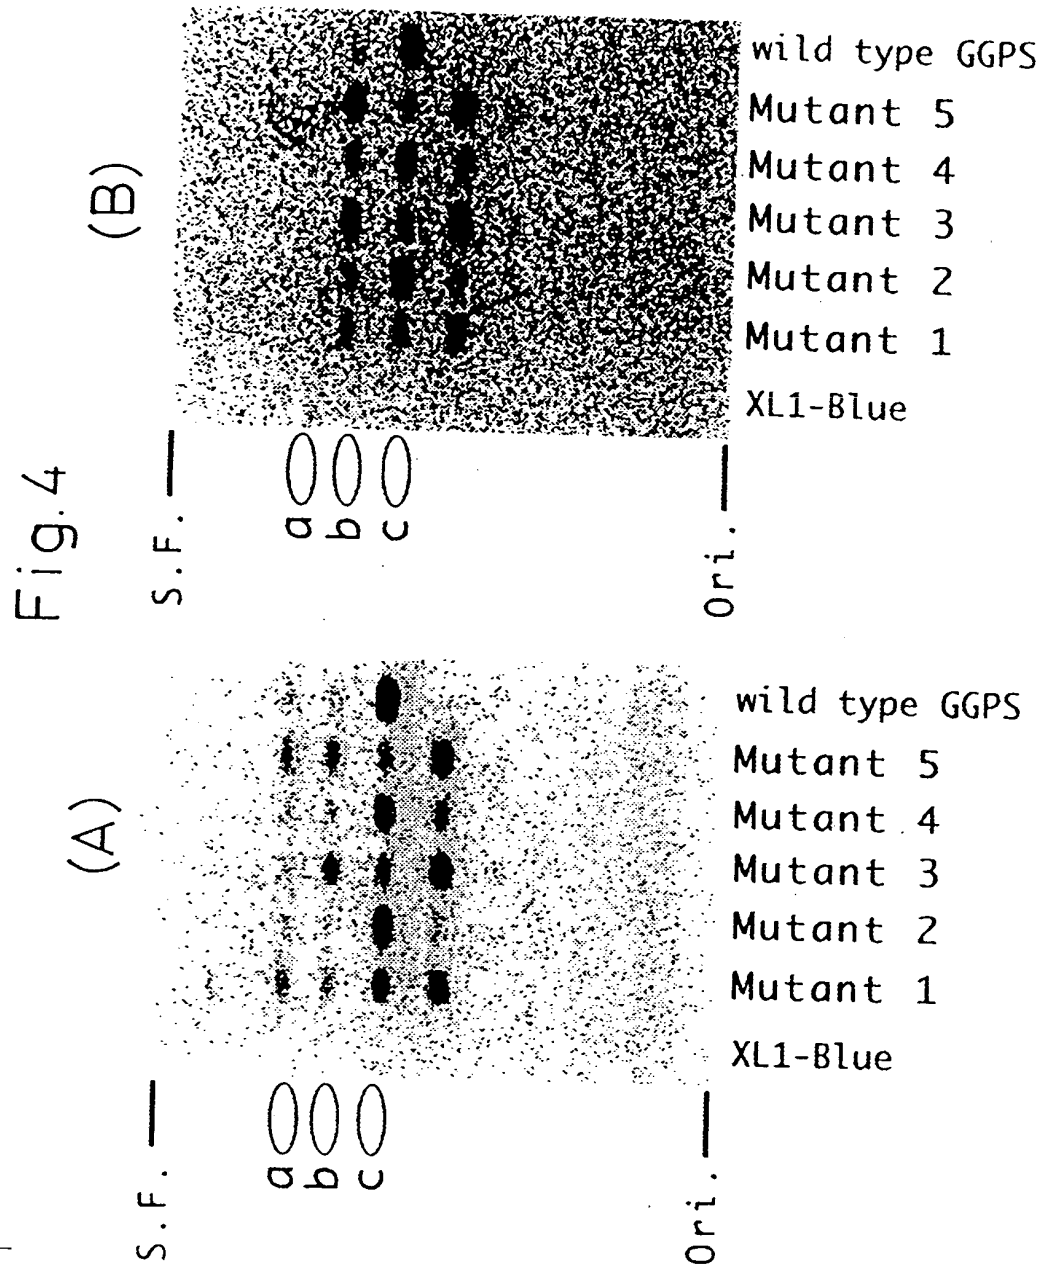 Fig.4
(A)
S.F.
a
b
c
Ori.
XL1-Blue
Mutant 1
Mutant 2
Mutant 3
Mutant 4
Mutant 5
wild type GGPS
(B)
S.F.
a
b
c
Ori.
XL1-Blue
Mutant 1
Mutant 2
Mutant 3
Mutant 4
Mutant 5
wild type GGPS